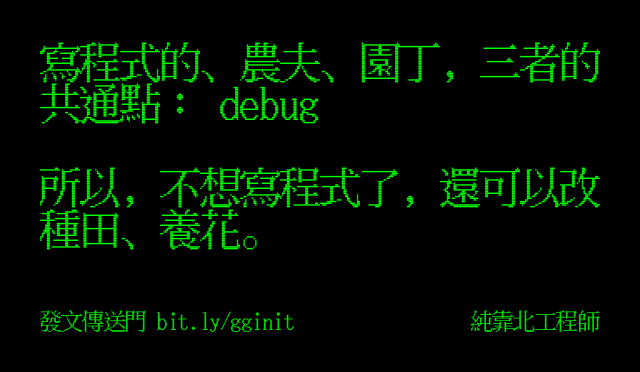 寫程式的、農夫、園丁，三者的
共通點： debug
所以，不想寫程式了，還可以改
種田、養花。
發文傳送門 bit.ly/gginit
純靠北工程師